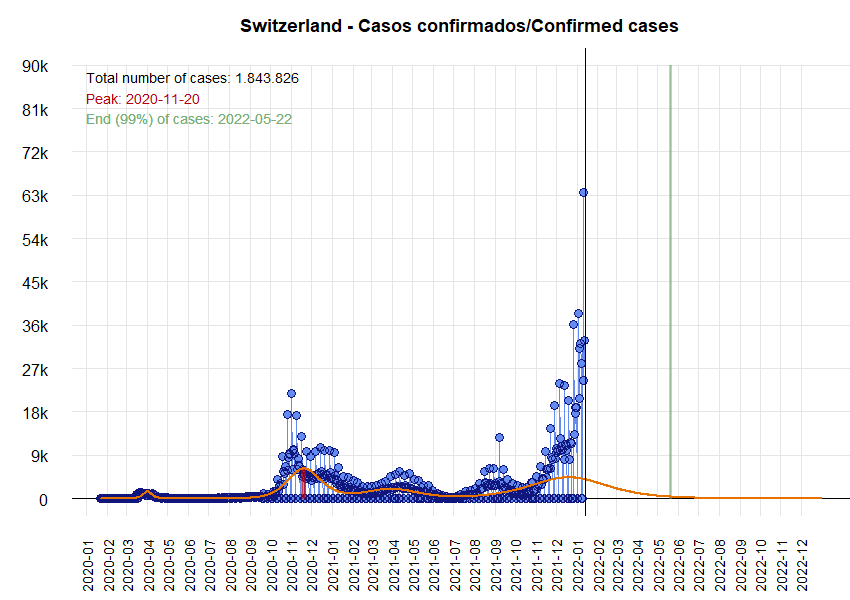 Switzerland - Casos confirmados/Confirmed cases
90k
81k
72k
63k
54k
45k
36k
27k
18k
9k
0
Total number of cases: 1.843.826
Peak: 2020-11-20
End (99%) of cases: 2022-05-22
2020-01
2020-02
2020-03
2020-04
2020-05
2020-06
2020-07
2020-08
2020-09
2020-10
2020-11
2020-12
2021-01
2021-02
2021-03
2021-04
2021-05
2021-06
2021-07
2021-08
2021-09
2021-10
2021-11
2021-12
2022-01
2022-02
2022-03
2022-04
2022-05
2022-06
2022-07
2022-08
2022-09
2022-10
2022-11
2022-12